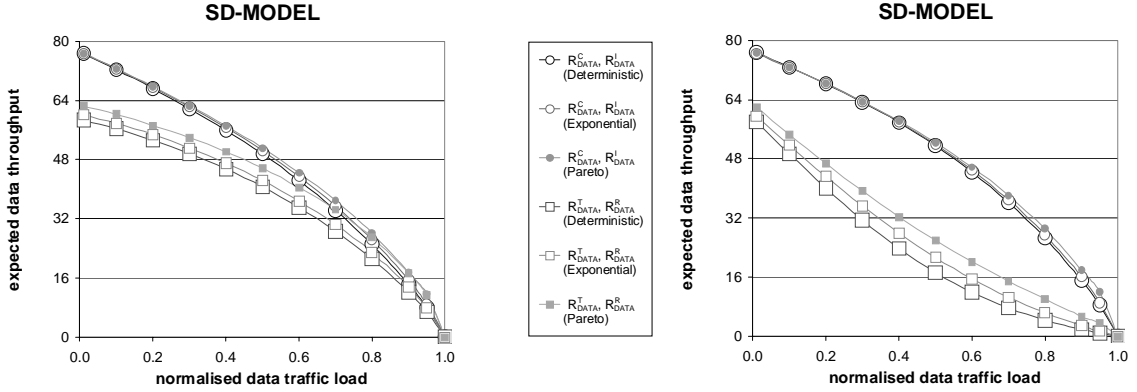 SD-MODEL
80
64
48
32
16
0
0.0 0.2 0.4 0.6 0.8 1.0
expected data throughput
normalised data traffic load
R^C_DATA, R^I_DATA
(Deterministic)
R^C_DATA, R^I_DATA
(Exponential)
R^C_DATA, R^I_DATA
(Pareto)
R^T_DATA, R^R_DATA
(Deterministic)
R^T_DATA, R^R_DATA
(Exponential)
R^T_DATA, R^R_DATA
(Pareto)
SD-MODEL
80
64
48
32
16
0
0.0 0.2 0.4 0.6 0.8 1.0
expected data throughput
normalised data traffic load